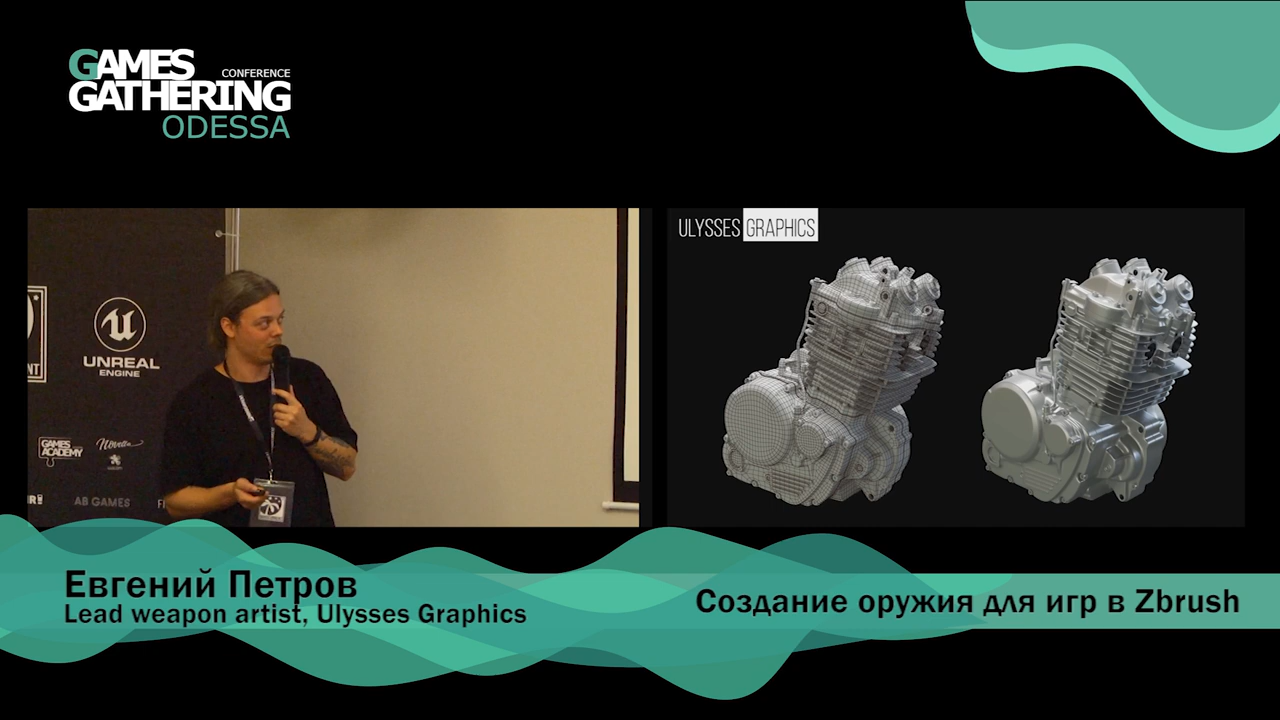 GAMES
CONFERENCE
GATHERING
ODESSA
ULYSSES GRAPHICS
UNREAL
ENGINE
GAMES
ACADEMY
Novella
AB GAMES
Евгений Петров
Lead weapon artist, Ulysses Graphics
Создание оружия для игр в Zbrush